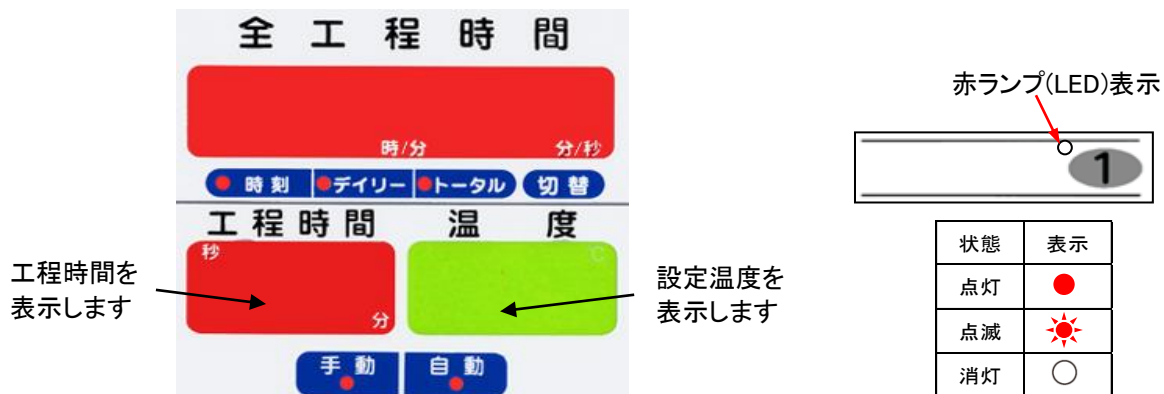 全工程時間
時/分 分/秒
時刻 デイリー トータル 切替
工程時間 温度
秒 ℃
分
手動 自動
工程時間を
表示します
設定温度を
表示します
赤ランプ(LED)表示
1
状態 表示
点灯
点滅
消灯